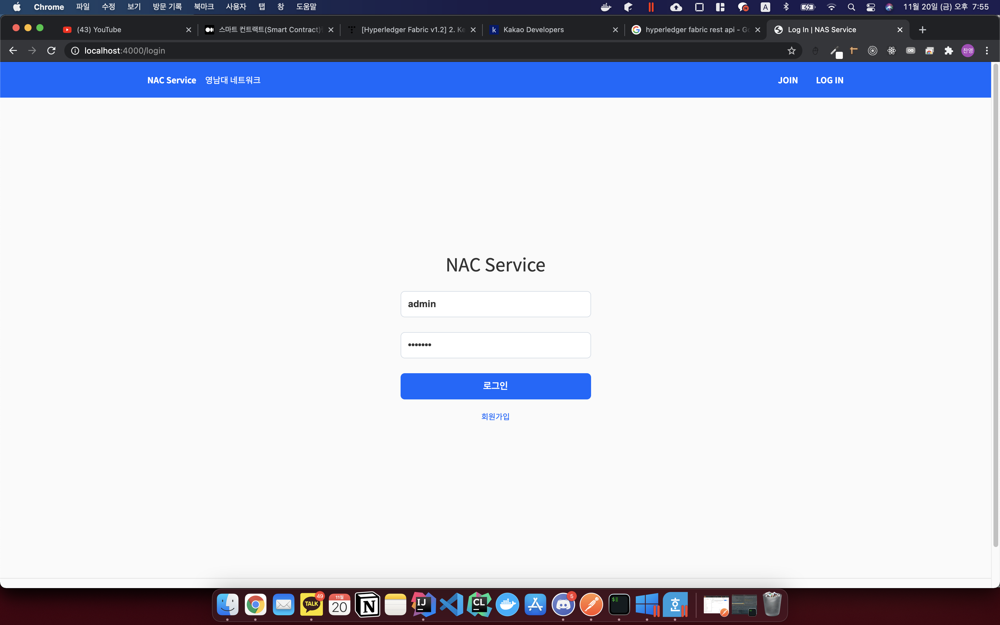 Chrome 파일 수정 보기 방문 기록 북마크 사용자 탭 창 도움말 A 11월 20일 (금) 오후 7:55
(43) YouTube 스마트 컨트랙트(Smart Contract) [Hyperledger Fabric v1.2] 2. Ke k Kakao Developers hyperledger fabric rest api - Go Log In | NAS Service
localhost:4000/login 찬영
NAC Service 영남대 네트워크 JOIN LOG IN
NAC Service
admin
•••••••
로그인
회원가입
TALK 49 11월 20 N IJ CL 5 $ 호